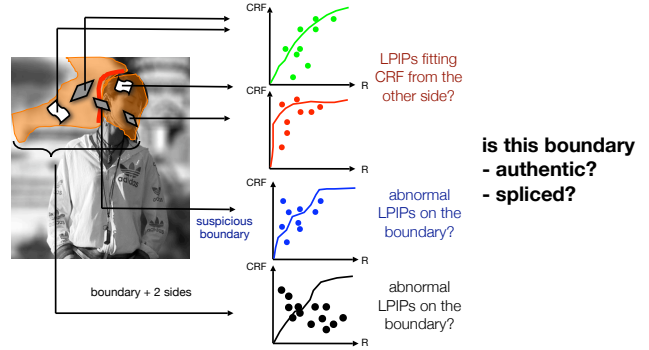 CRF
R
LPIPs fitting
CRF from the
other side?
CRF
R
is this boundary
- authentic?
- spliced?
adidas
CRF
R
suspicious
boundary
abnormal
LPIPs on the
boundary?
CRF
R
boundary + 2 sides
abnormal
LPIPs on the
boundary?